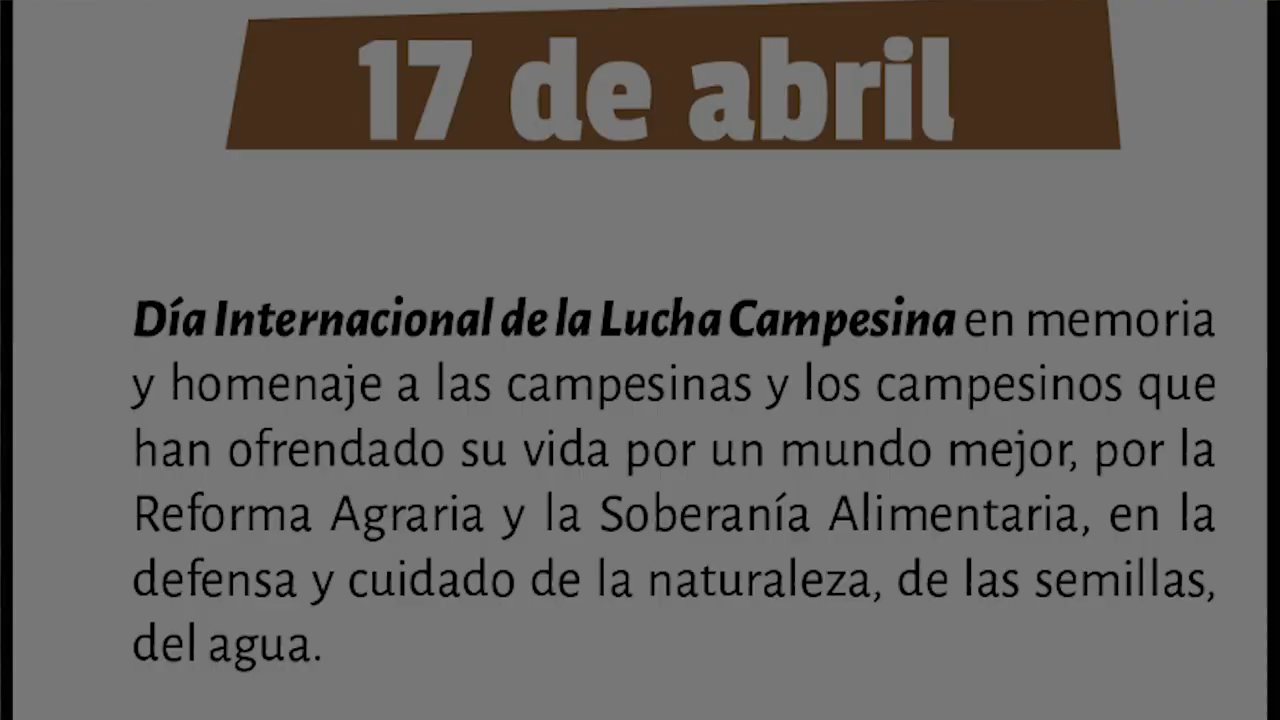 17 de abril
Día Internacional de la Lucha Campesina en memoria
y homenaje a las campesinas y los campesinos que
han ofrendado su vida por un mundo mejor, por la
Reforma Agraria y la Soberanía Alimentaria, en la
defensa y cuidado de la naturaleza, de las semillas,
del agua.